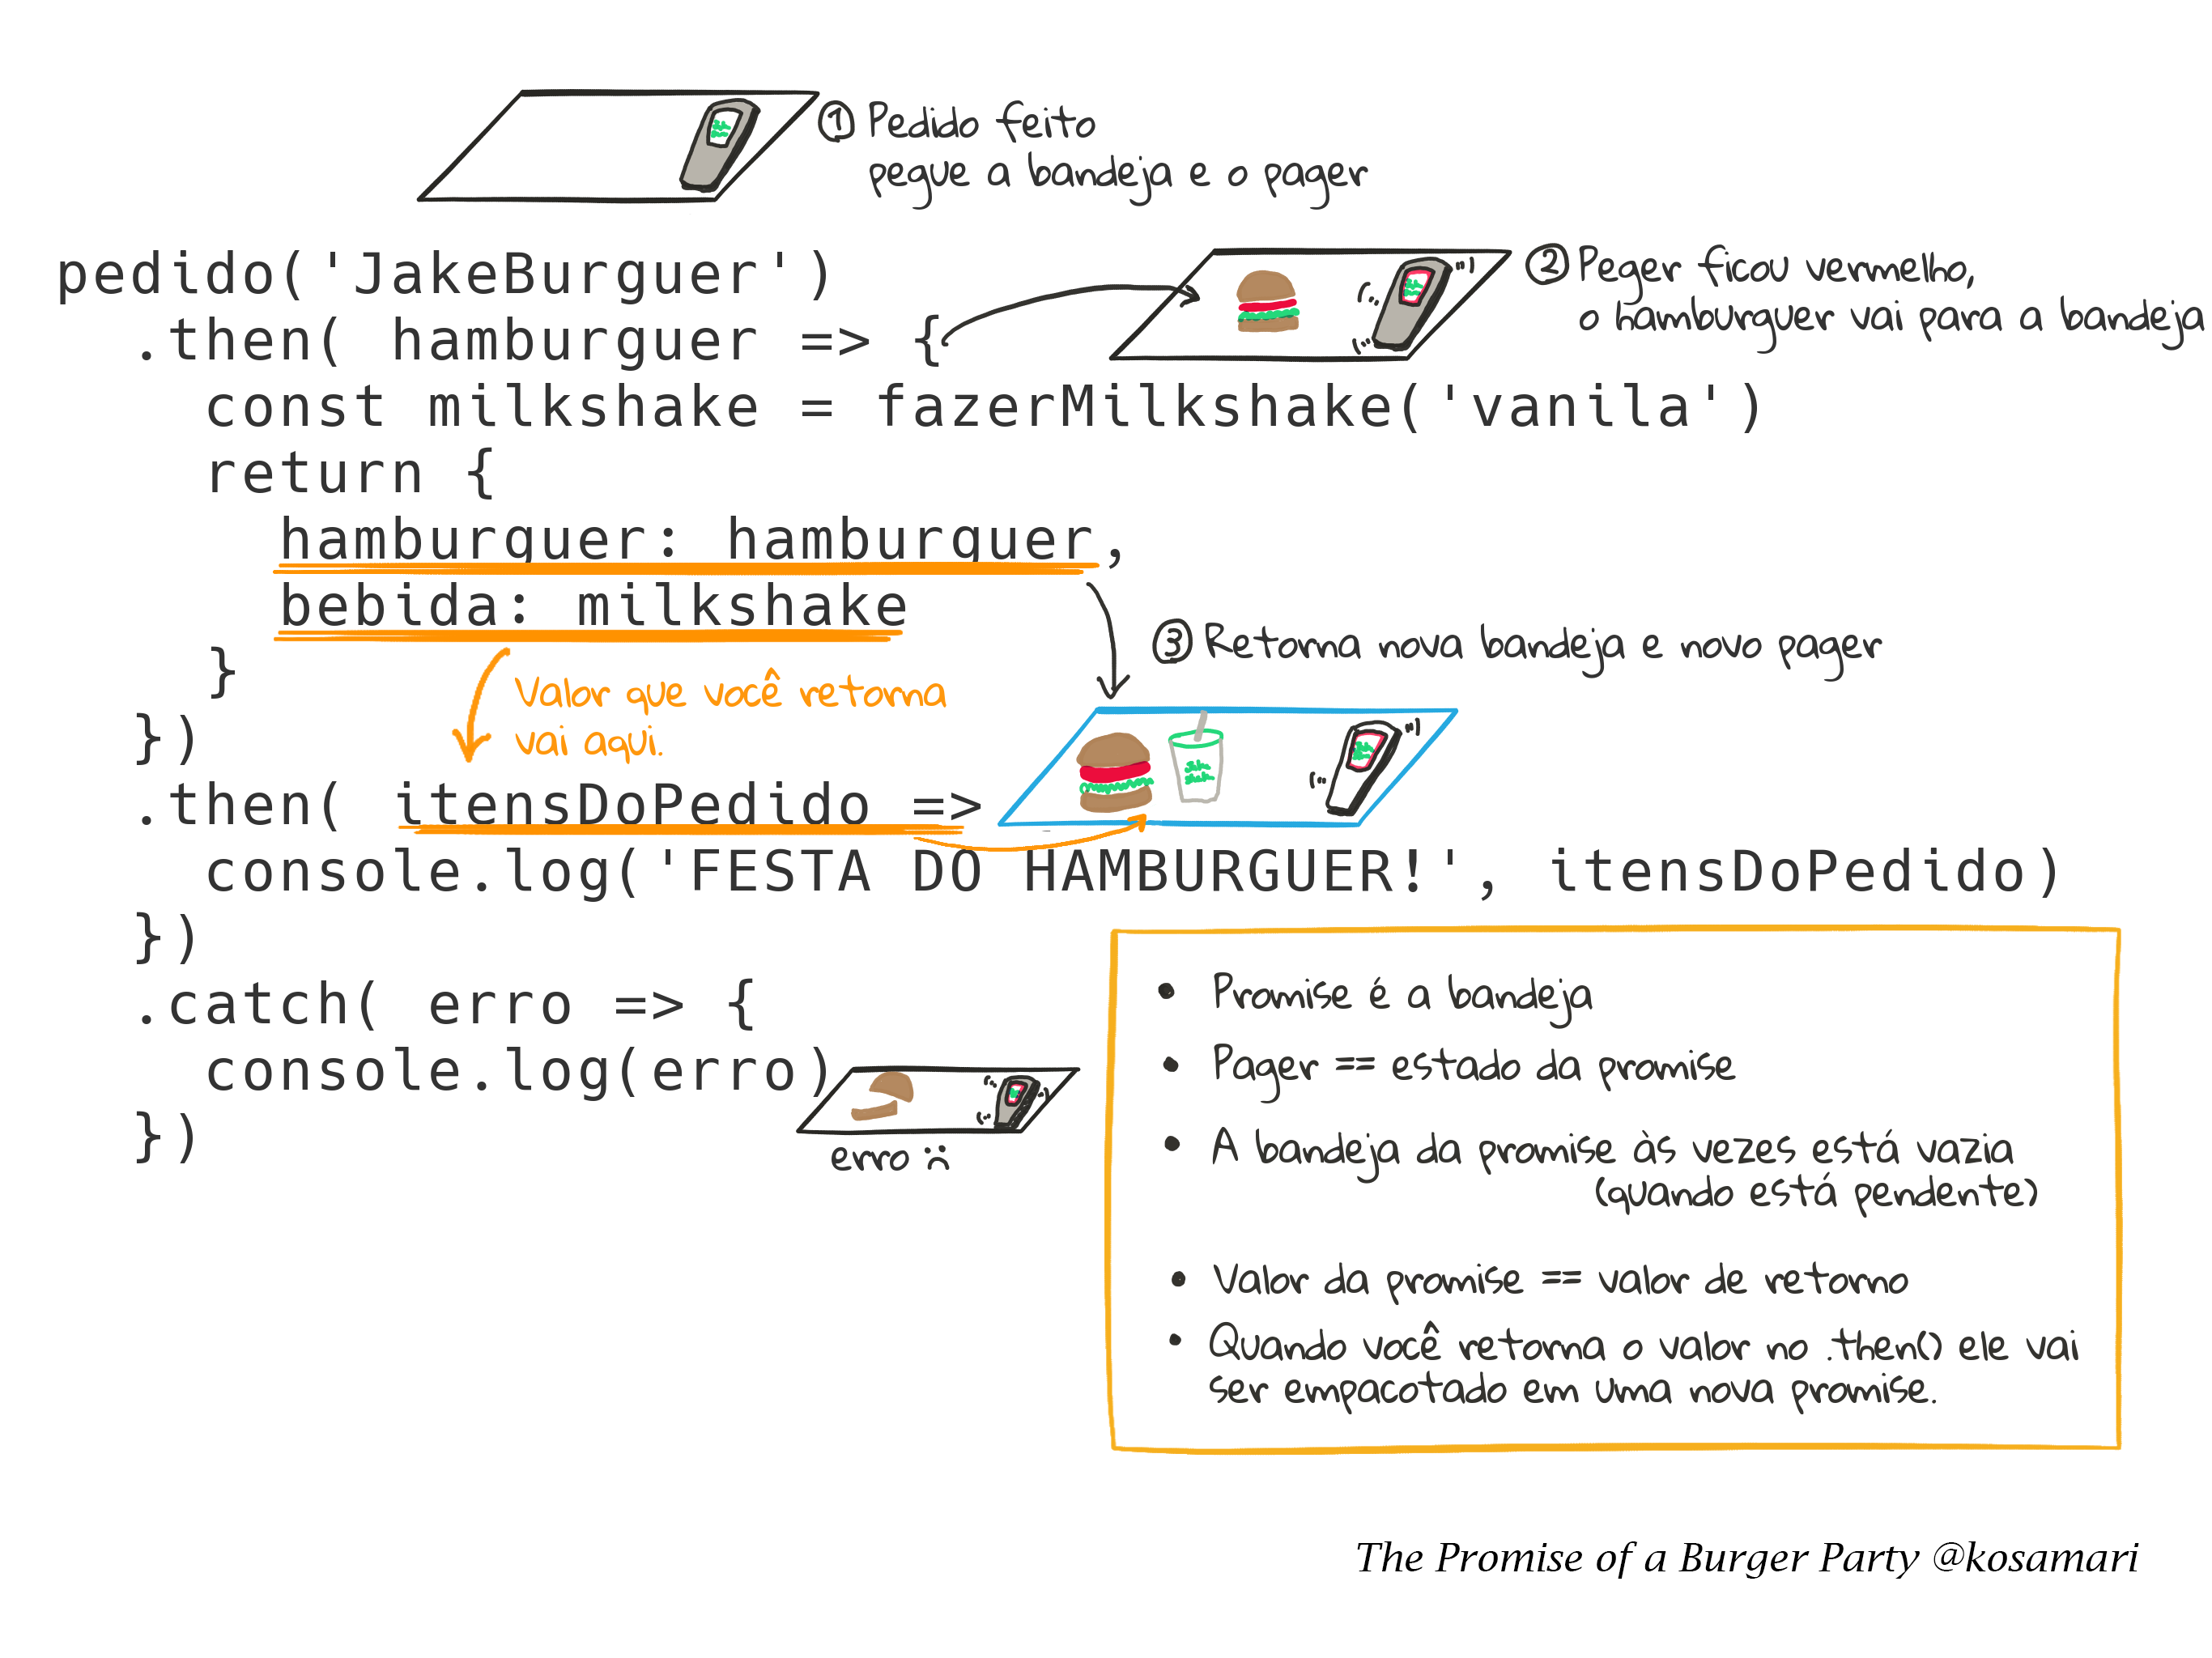 ① Pedido feito
pegue a bandeja e o pager
pedido('JakeBurguer')
② Peger ficou vermelho,
o hamburguer vai para a bandeja
.then( hamburguer => {
const milkshake = fazerMilkshake('vanila')
return {
hamburguer: hamburguer,
bebida: milkshake
}
③ Retorna nova bandeja e novo pager
Valor que você retorna
vai aqui.
})
.then( itensDoPedido =>
console.log('FESTA DO HAMBURGUER!', itensDoPedido)
})
.catch( erro => {
console.log(erro)
})
erro
• Promise é a bandeja
• Pager == estado da promise
• A bandeja da promise às vezes está vazia
(quando está pendente)
• Valor da promise == valor de retorno
• Quando você retorna o valor no .then() ele vai
ser empacotado em uma nova promise.
The Promise of a Burger Party @kosamari